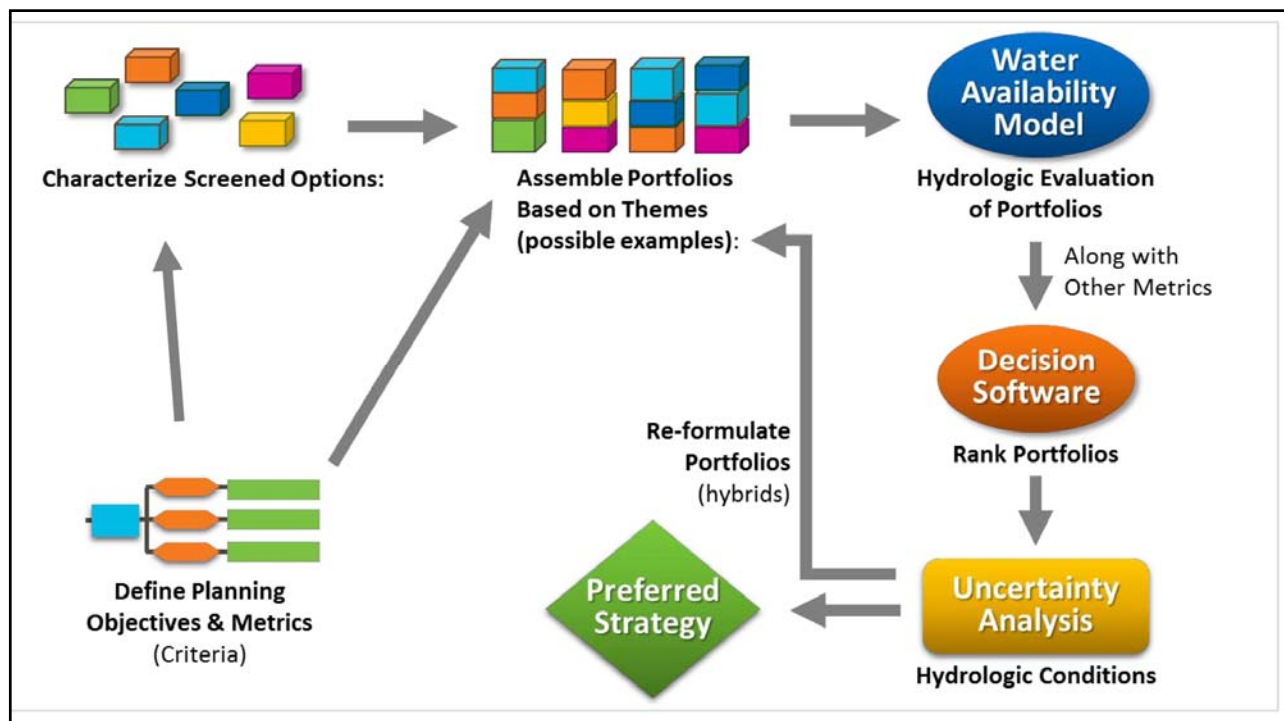 Characterize Screened Options:
Assemble Portfolios
Based on Themes
(possible examples):
Water
Availability
Model
Hydrologic Evaluation
of Portfolios
Along with
Other Metrics
Decision
Software
Rank Portfolios
Re-formulate
Portfolios
(hybrids)
Define Planning
Objectives & Metrics
(Criteria)
Preferred
Strategy
Uncertainty
Analysis
Hydrologic Conditions